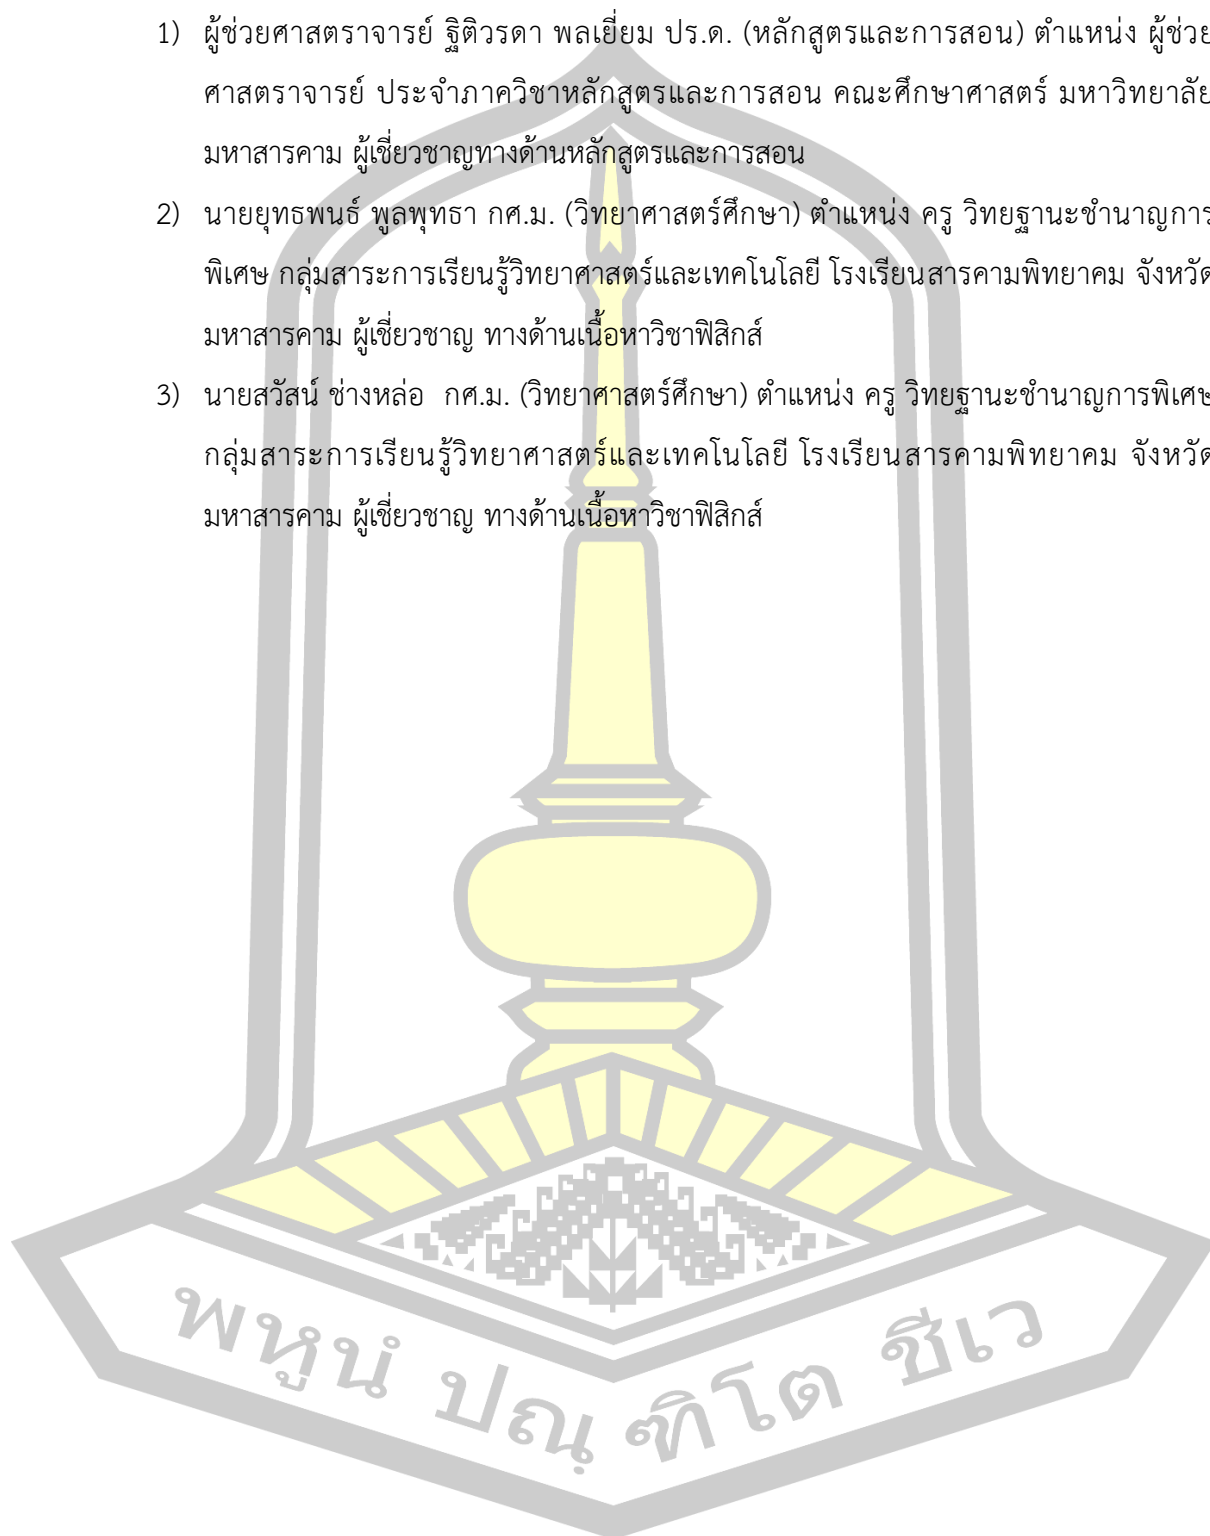 1) ผู้ช่วยศาสตราจารย์ ฐิติวรดา พลเยี่ยม ปร.ด. (หลักสูตรและการสอน) ตำแหน่ง ผู้ช่วย
ศาสตราจารย์ ประจำภาควิชาหลักสูตรและการสอน คณะศึกษาศาสตร์ มหาวิทยาลัย
มหาสารคาม ผู้เชี่ยวชาญทางด้านหลักสูตรและการสอน
2) นายยุทธพนธ์ พูลพุทธา กศ.ม. (วิทยาศาสตร์ศึกษา) ตำแหน่ง ครู วิทยฐานะชำนาญการ
พิเศษ กลุ่มสาระการเรียนรู้วิทยาศาสตร์และเทคโนโลยี โรงเรียนสารคามพิทยาคม จังหวัด
มหาสารคาม ผู้เชี่ยวชาญ ทางด้านเนื้อหาวิชาฟิสิกส์
3) นายสวัสน์ ช่างหล่อ กศ.ม. (วิทยาศาสตร์ศึกษา) ตำแหน่ง ครู วิทยฐานะชำนาญการพิเศษ
กลุ่มสาระการเรียนรู้วิทยาศาสตร์และเทคโนโลยี โรงเรียนสารคามพิทยาคม จังหวัด
มหาสารคาม ผู้เชี่ยวชาญ ทางด้านเนื้อหาวิชาฟิสิกส์
พหูนํ ปณฺฑิโต ชีเว